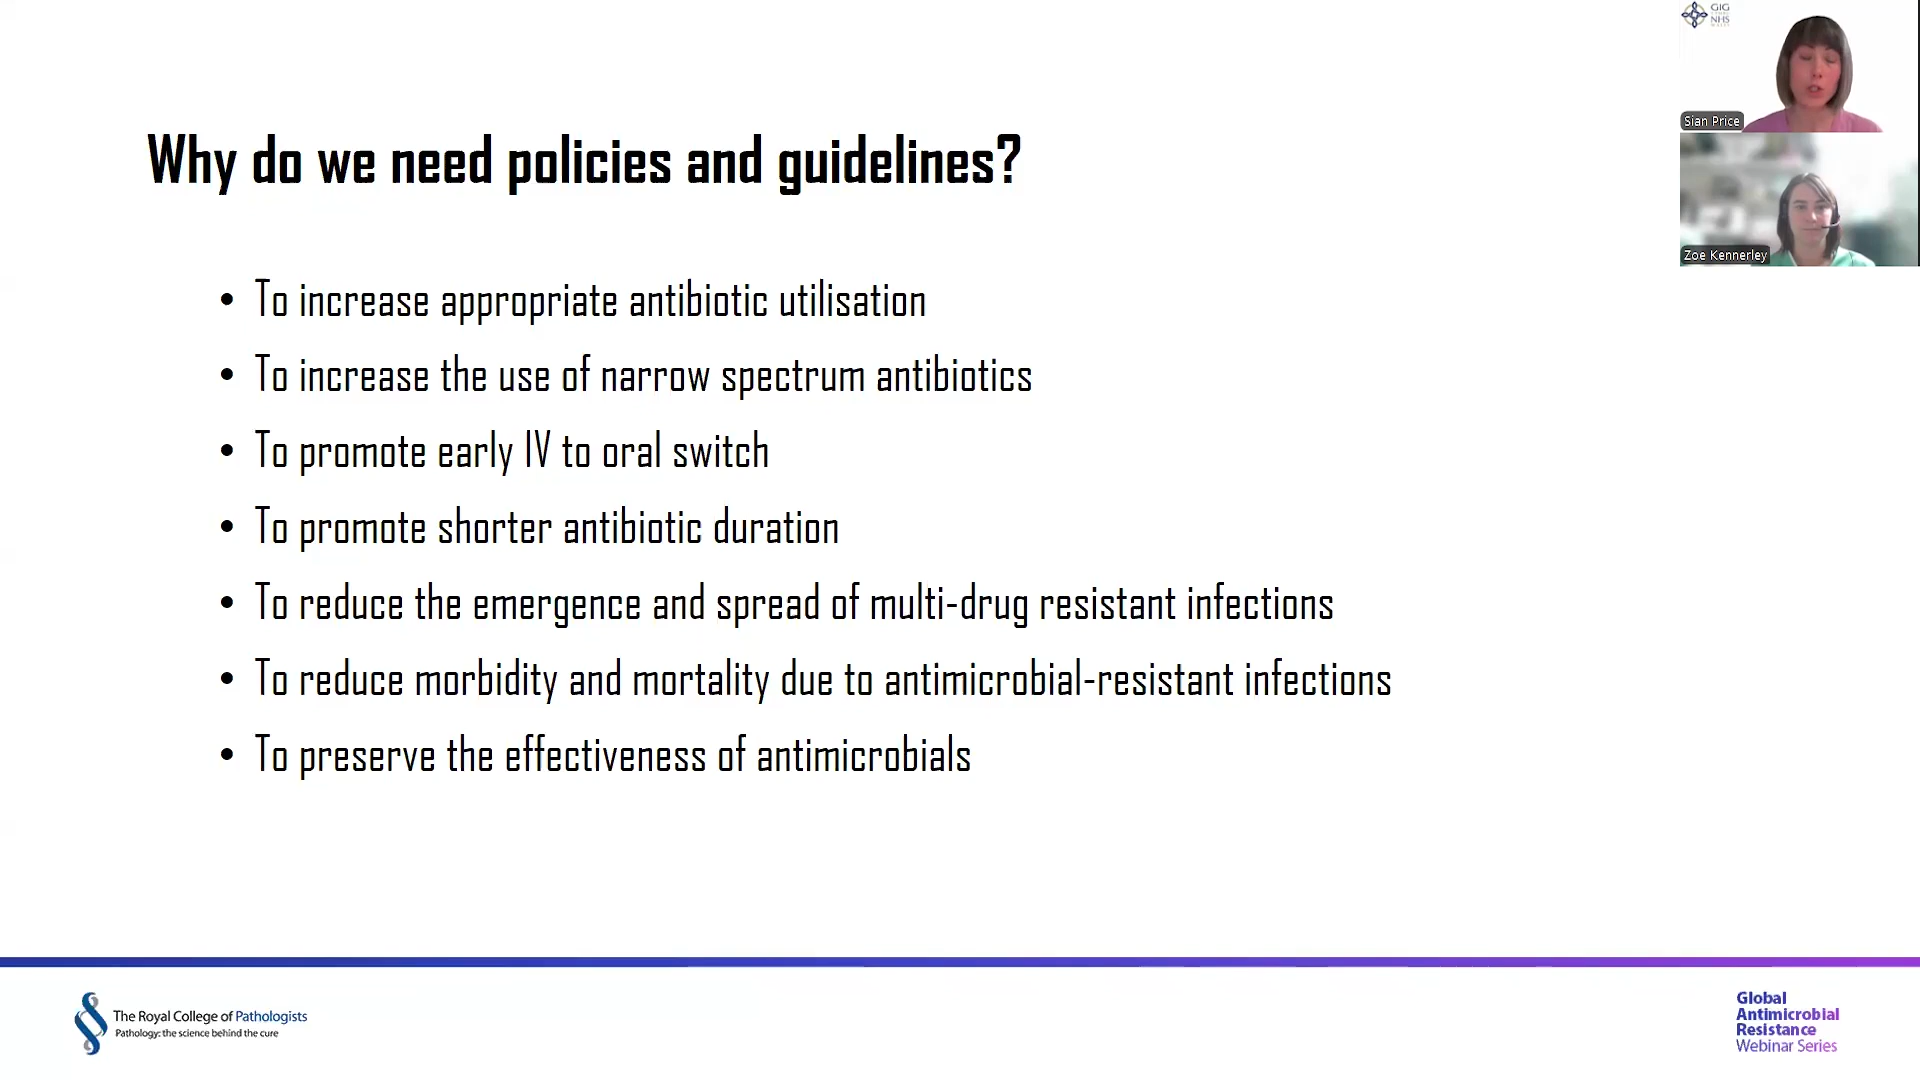 GIG
NHS
Sian Price
Zoe Kennerley
Why do we need policies and guidelines?
• To increase appropriate antibiotic utilisation
• To increase the use of narrow spectrum antibiotics
• To promote early IV to oral switch
• To promote shorter antibiotic duration
• To reduce the emergence and spread of multi-drug resistant infections
• To reduce morbidity and mortality due to antimicrobial-resistant infections
• To preserve the effectiveness of antimicrobials
The Royal College of Pathologists
Pathology: the science behind the cure
Global
Antimicrobial
Resistance
Webinar Series